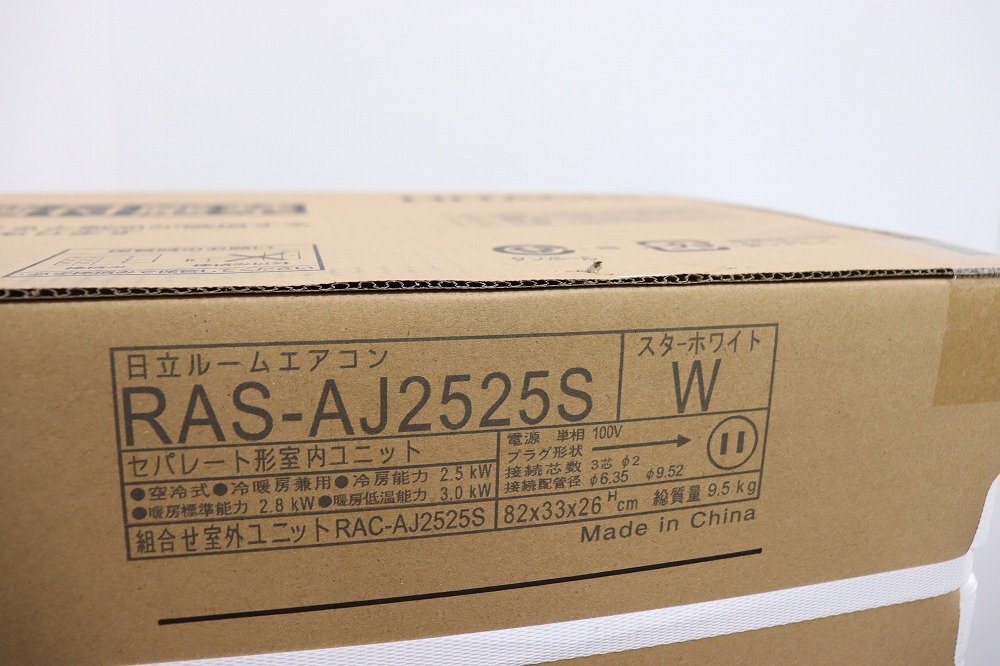 日立ルームエアコン
RAS-AJ2525S
スターホワイト
W
セパレート形室内ユニット
●空冷式●冷暖房兼用●冷房能力 2.5 kW
●暖房標準能力 2.8 kW●暖房低温能力 3.0 kW
組合せ室外ユニットRAC-AJ2525S
電源 単相 100V
プラグ形状
接続芯数 3芯 φ2
接続配管径 φ6.35 φ9.52
82x33x26ᴴcm 総質量 9.5 kg
Made in China